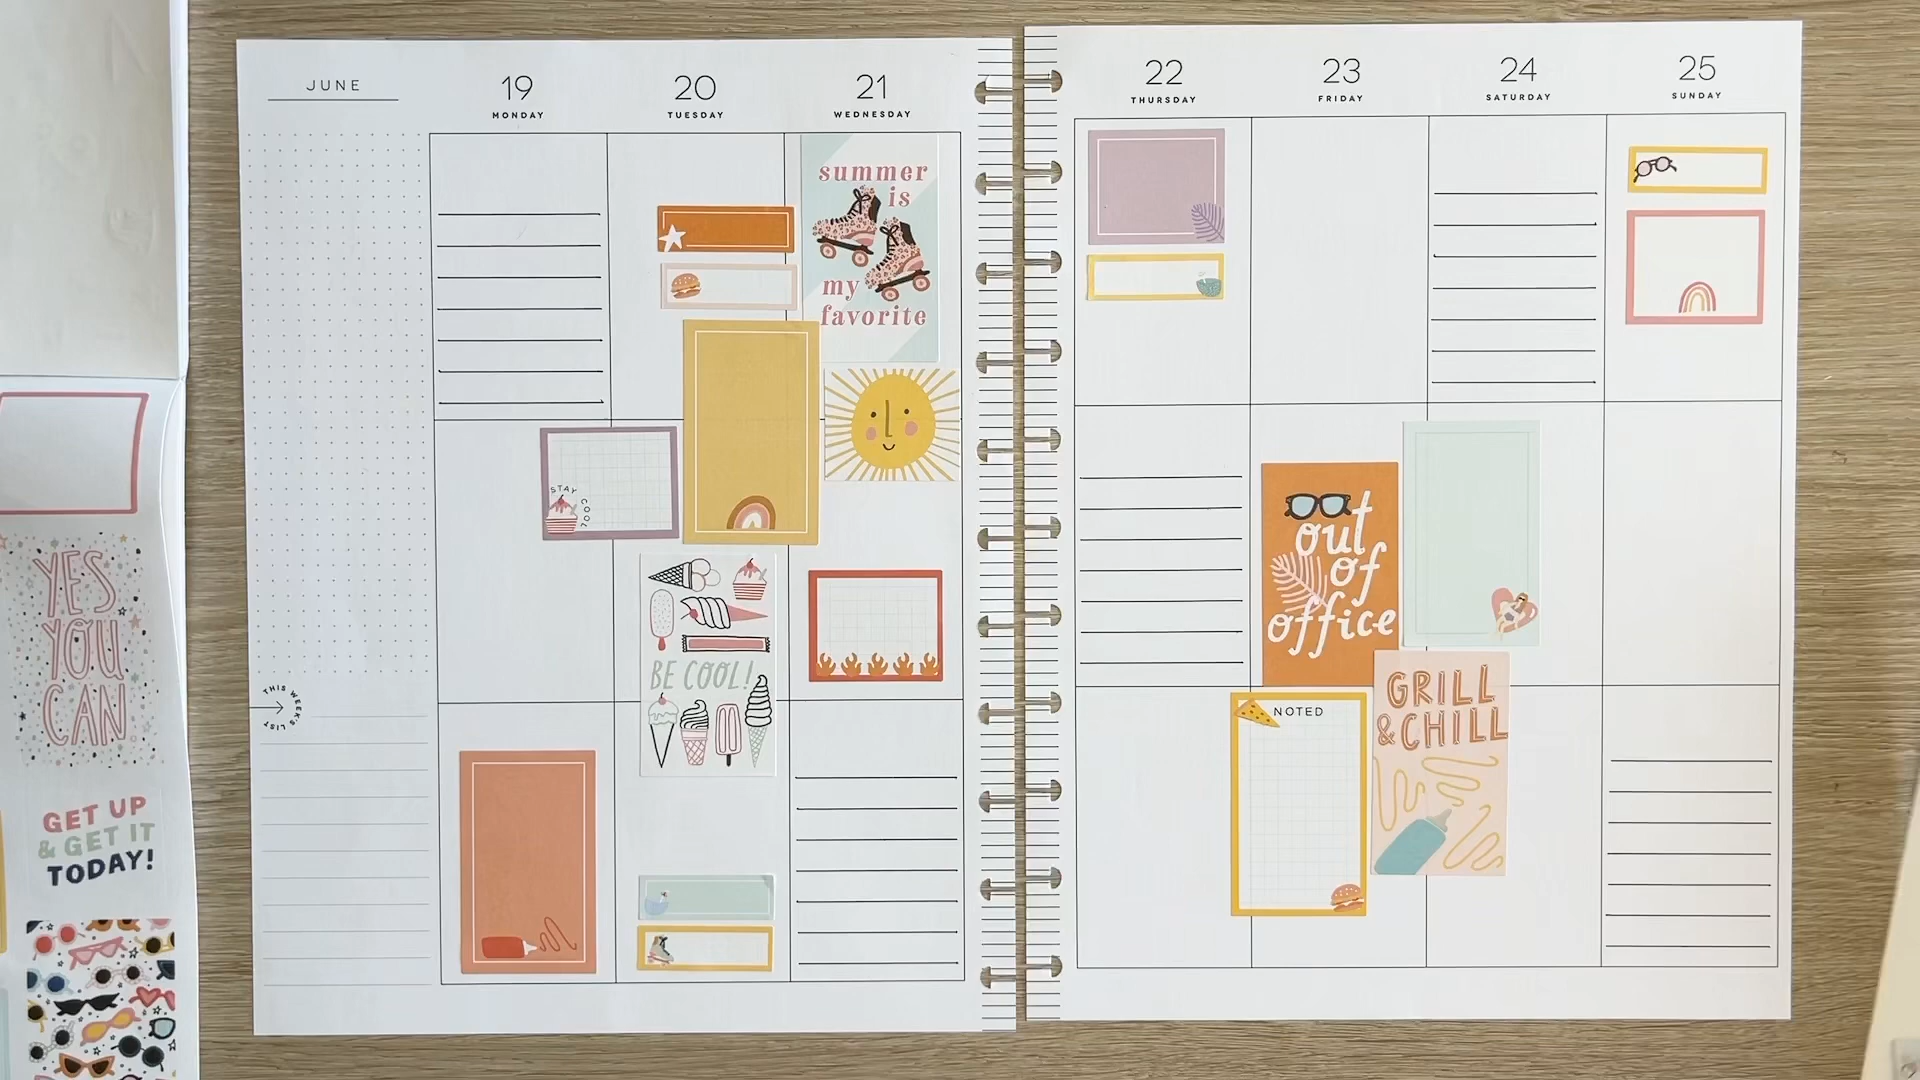 JUNE
19
MONDAY
20
TUESDAY
21
WEDNESDAY
22
THURSDAY
23
FRIDAY
24
SATURDAY
25
SUNDAY
summer
is
my
favorite
STAY
COOL
BE COOL!
THIS WEEK'S LIST
out
of
office
GRILL
& CHILL
NOTED
YES
YOU
CAN.
GET UP
& GET IT
TODAY!